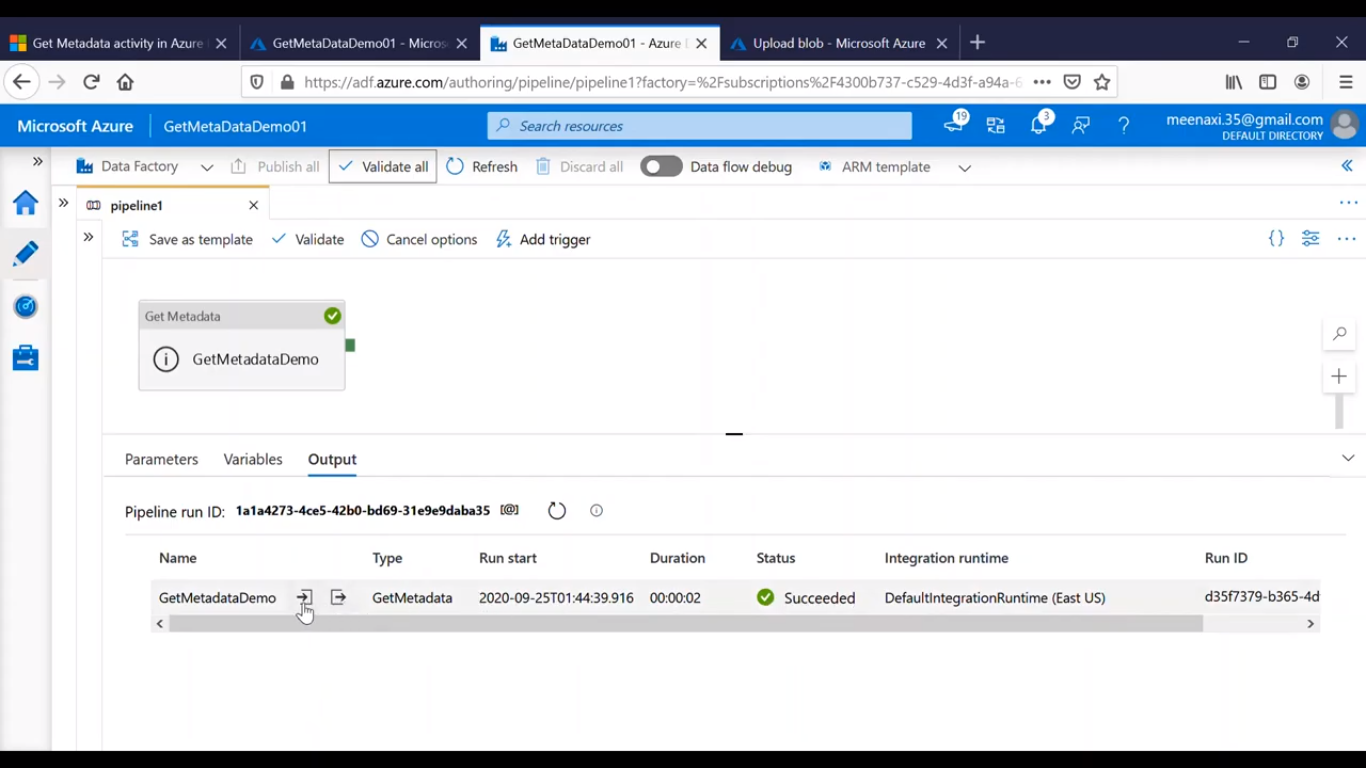 Get Metadata activity in Azure
GetMetaDataDemo01 - Micros
GetMetaDataDemo01 - Azure D
Upload blob - Microsoft Azure
https://adf.azure.com/authoring/pipeline/pipeline1?factory=%2Fsubscriptions%2F4300b737-c529-4d3f-a94a-6
Microsoft Azure
GetMetaDataDemo01
Search resources
19
3
?
meenaxi.35@gmail.com
DEFAULT DIRECTORY
Data Factory
Publish all
Validate all
Refresh
Discard all
Data flow debug
ARM template
pipeline1
Save as template
Validate
Cancel options
Add trigger
{}
Get Metadata
GetMetadataDemo
Parameters
Variables
Output
Pipeline run ID: 1a1a4273-4ce5-42b0-bd69-31e9e9daba35 [@]
Name Type Run start Duration Status Integration runtime Run ID
GetMetadataDemo GetMetadata 2020-09-25T01:44:39.916 00:00:02 Succeeded DefaultIntegrationRuntime (East US) d35f7379-b365-4d